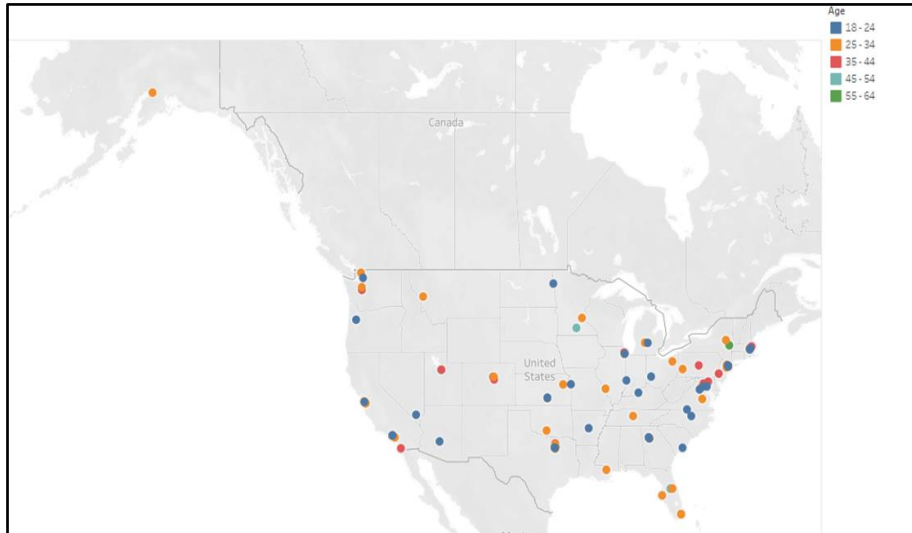 Age
18 - 24
25 - 34
35 - 44
45 - 54
55 - 64
Canada
United
States